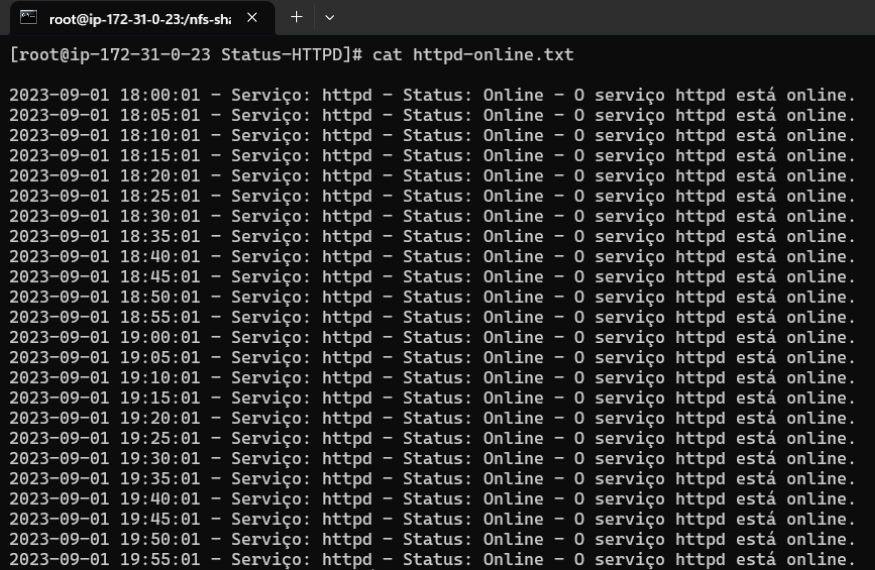 root@ip-172-31-0-23:/nfs-sha
[root@ip-172-31-0-23 Status-HTTPD]# cat httpd-online.txt
2023-09-01 18:00:01 - Serviço: httpd - Status: Online - O serviço httpd está online.
2023-09-01 18:05:01 - Serviço: httpd - Status: Online - O serviço httpd está online.
2023-09-01 18:10:01 - Serviço: httpd - Status: Online - O serviço httpd está online.
2023-09-01 18:15:01 - Serviço: httpd - Status: Online - O serviço httpd está online.
2023-09-01 18:20:01 - Serviço: httpd - Status: Online - O serviço httpd está online.
2023-09-01 18:25:01 - Serviço: httpd - Status: Online - O serviço httpd está online.
2023-09-01 18:30:01 - Serviço: httpd - Status: Online - O serviço httpd está online.
2023-09-01 18:35:01 - Serviço: httpd - Status: Online - O serviço httpd está online.
2023-09-01 18:40:01 - Serviço: httpd - Status: Online - O serviço httpd está online.
2023-09-01 18:45:01 - Serviço: httpd - Status: Online - O serviço httpd está online.
2023-09-01 18:50:01 - Serviço: httpd - Status: Online - O serviço httpd está online.
2023-09-01 18:55:01 - Serviço: httpd - Status: Online - O serviço httpd está online.
2023-09-01 19:00:01 - Serviço: httpd - Status: Online - O serviço httpd está online.
2023-09-01 19:05:01 - Serviço: httpd - Status: Online - O serviço httpd está online.
2023-09-01 19:10:01 - Serviço: httpd - Status: Online - O serviço httpd está online.
2023-09-01 19:15:01 - Serviço: httpd - Status: Online - O serviço httpd está online.
2023-09-01 19:20:01 - Serviço: httpd - Status: Online - O serviço httpd está online.
2023-09-01 19:25:01 - Serviço: httpd - Status: Online - O serviço httpd está online.
2023-09-01 19:30:01 - Serviço: httpd - Status: Online - O serviço httpd está online.
2023-09-01 19:35:01 - Serviço: httpd - Status: Online - O serviço httpd está online.
2023-09-01 19:40:01 - Serviço: httpd - Status: Online - O serviço httpd está online.
2023-09-01 19:45:01 - Serviço: httpd - Status: Online - O serviço httpd está online.
2023-09-01 19:50:01 - Serviço: httpd - Status: Online - O serviço httpd está online.
2023-09-01 19:55:01 - Serviço: httpd - Status: Online - O serviço httpd está online.